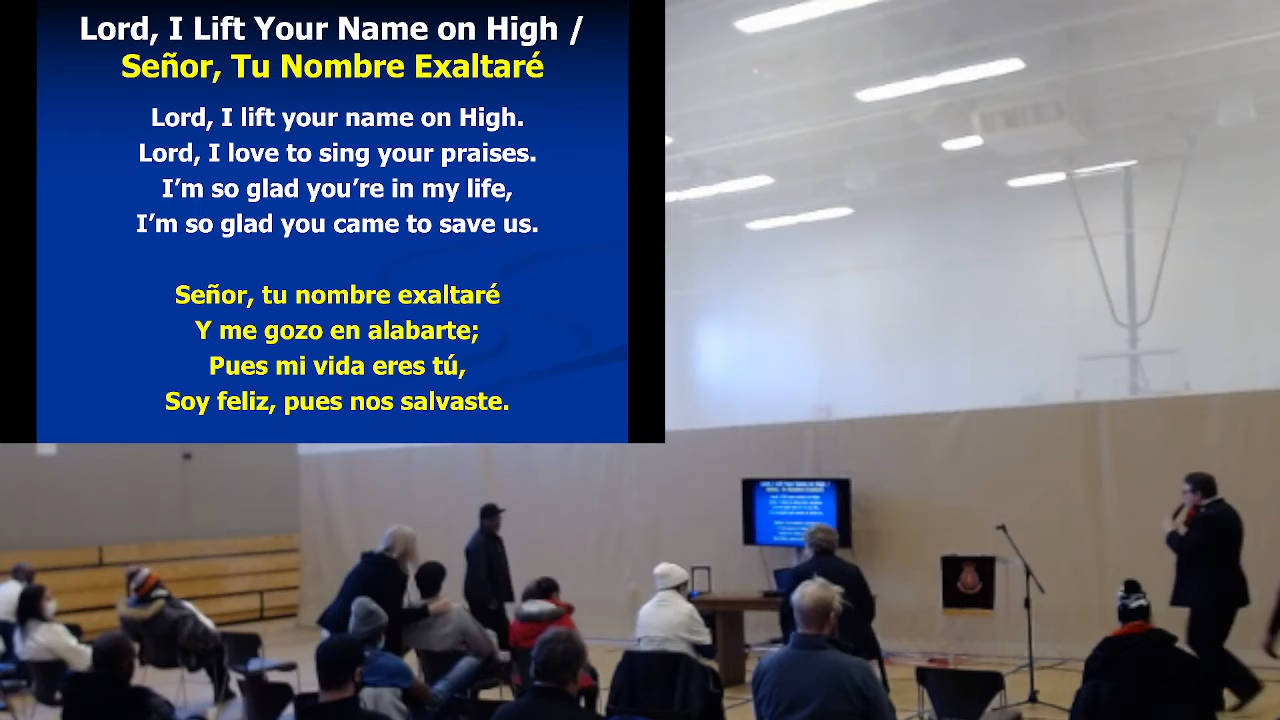 Lord, I Lift Your Name on High /
Señor, Tu Nombre Exaltaré
Lord, I lift your name on High.
Lord, I love to sing your praises.
I’m so glad you’re in my life,
I’m so glad you came to save us.
Señor, tu nombre exaltaré
Y me gozo en alabarte;
Pues mi vida eres tú,
Soy feliz, pues nos salvaste.